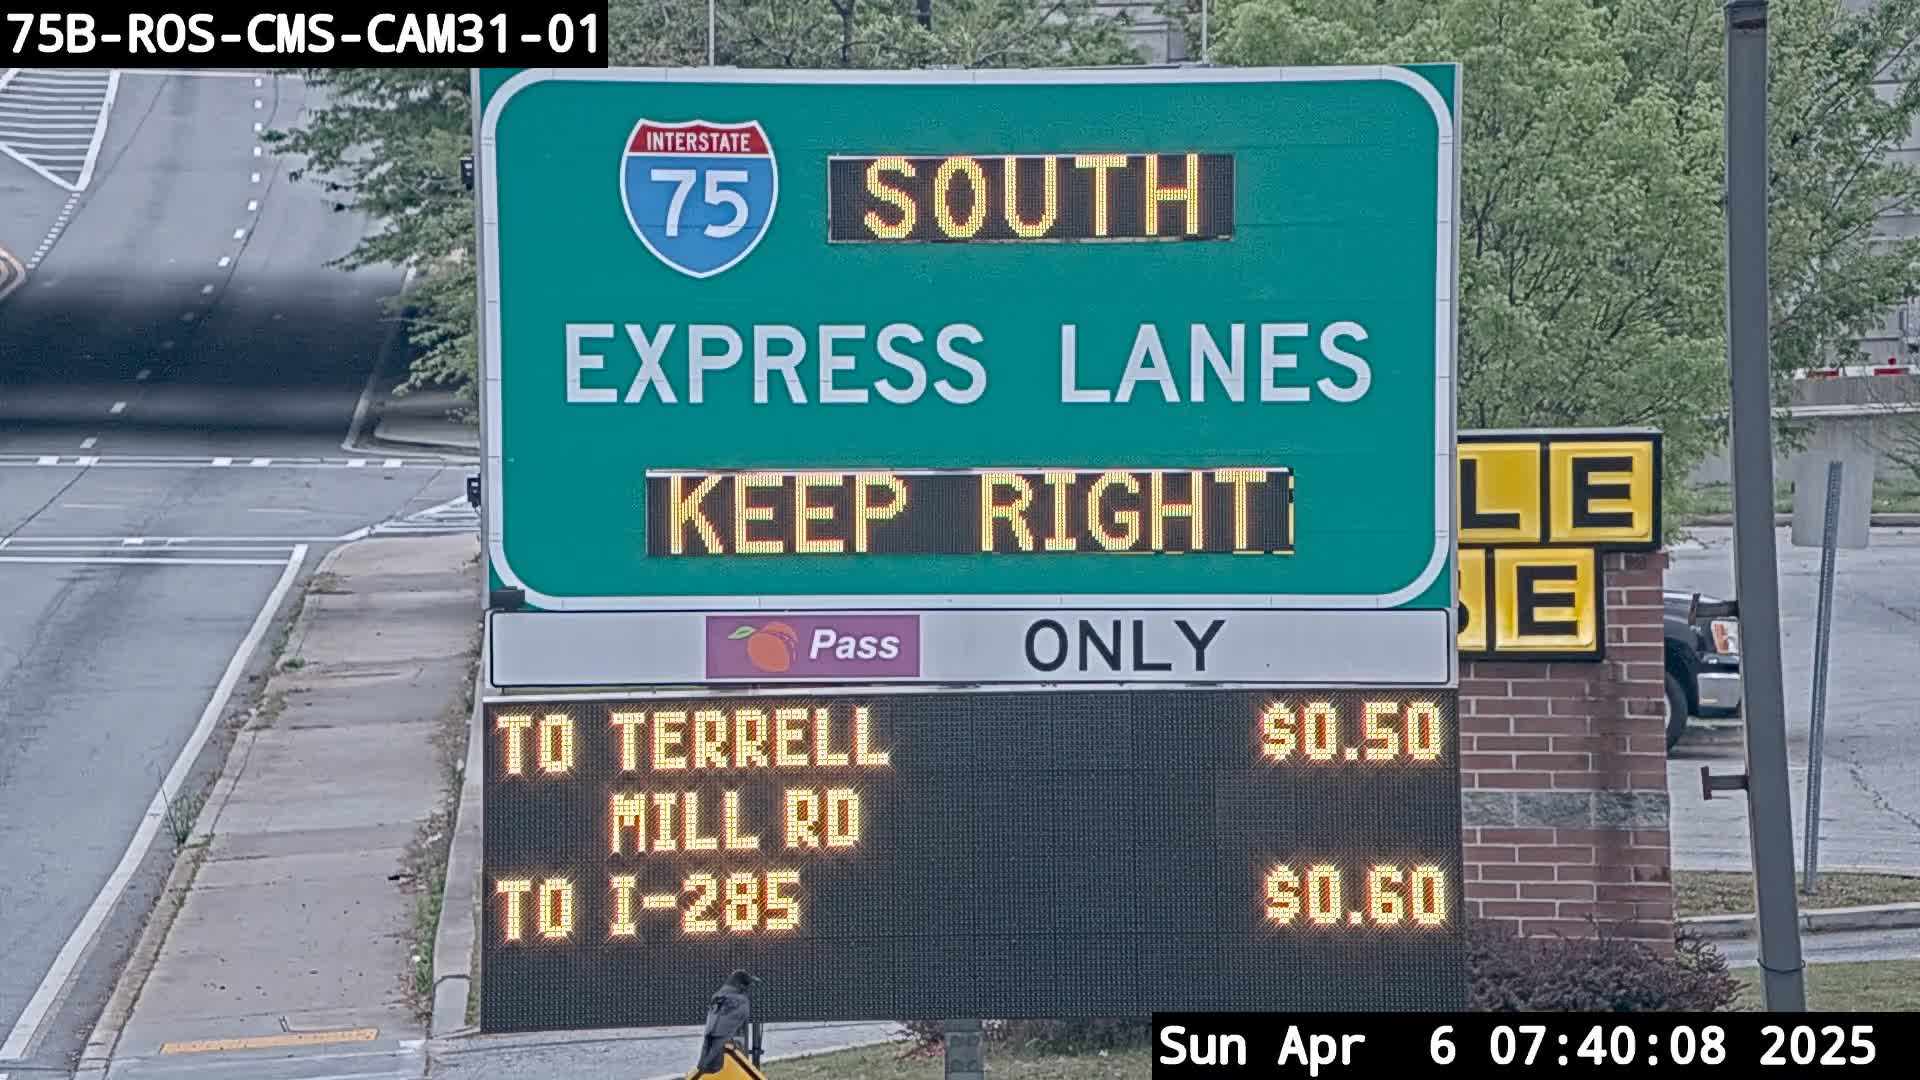 75B-ROS-CMS-CAM31-01
INTERSTATE
75
SOUTH
EXPRESS LANES
KEEP RIGHT
Pass ONLY
TO TERRELL $0.50
MILL RD
TO I-285 $0.60
LE
E
Sun Apr 6 07:40:08 2025